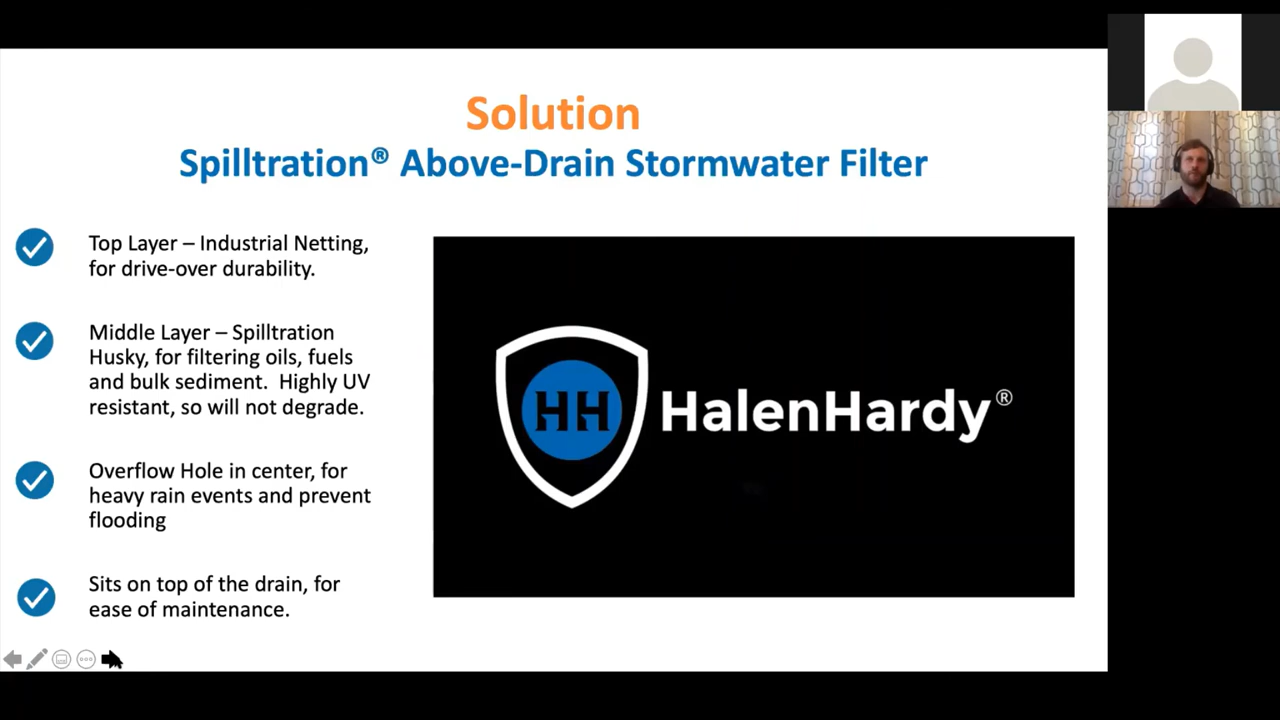 Solution
Spilltration® Above-Drain Stormwater Filter
Top Layer – Industrial Netting,
for drive-over durability.
Middle Layer – Spilltration
Husky, for filtering oils, fuels
and bulk sediment.  Highly UV
resistant, so will not degrade.
Overflow Hole in center, for
heavy rain events and prevent
flooding
Sits on top of the drain, for
ease of maintenance.
HH HalenHardy®